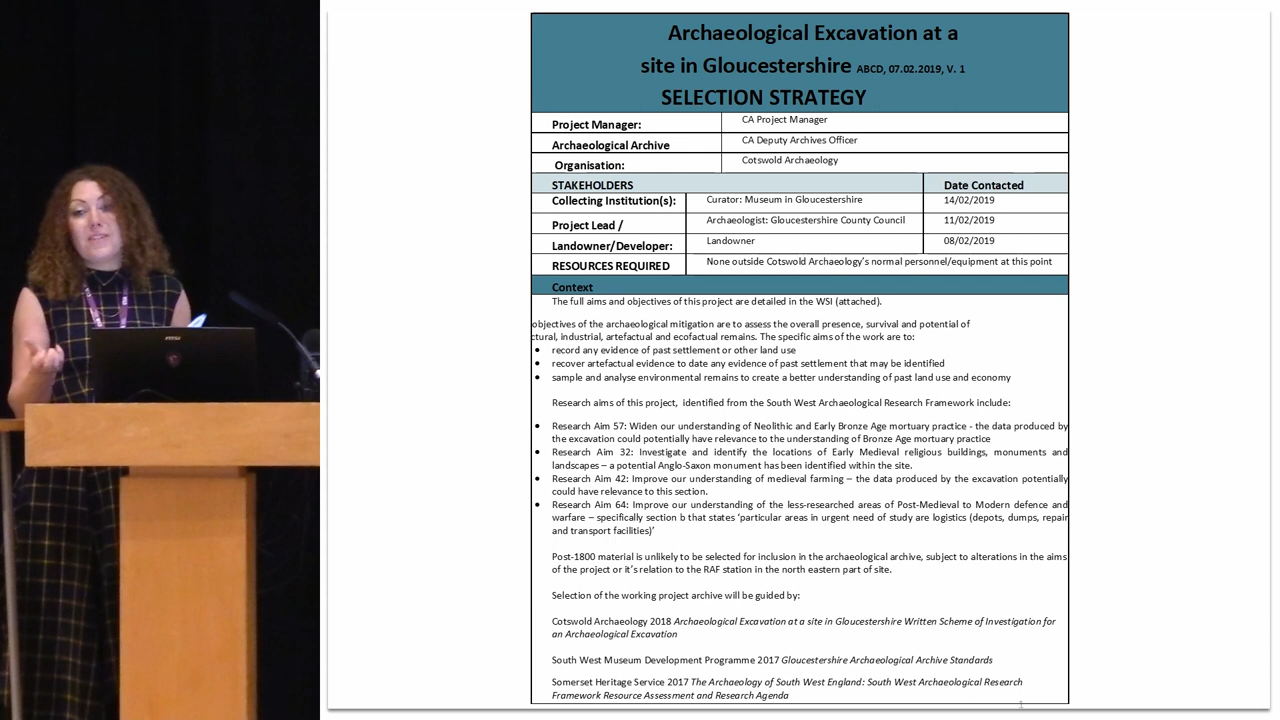 Archaeological Excavation at a
site in Gloucestershire ABCD, 07.02.2019, V. 1
SELECTION STRATEGY
Project Manager: CA Project Manager
Archaeological Archive CA Deputy Archives Officer
Organisation: Cotswold Archaeology
STAKEHOLDERS Date Contacted
Collecting Institution(s): Curator: Museum in Gloucestershire 14/02/2019
Project Lead / Archaeologist: Gloucestershire County Council 11/02/2019
Landowner/Developer: Landowner 08/02/2019
RESOURCES REQUIRED None outside Cotswold Archaeology's normal personnel/equipment at this point
Context
The full aims and objectives of this project are detailed in the WSI (attached).
objectives of the archaeological mitigation are to assess the overall presence, survival and potential of
ctural, industrial, artefactual and ecofactual remains. The specific aims of the work are to:
• record any evidence of past settlement or other land use
• recover artefactual evidence to date any evidence of past settlement that may be identified
• sample and analyse environmental remains to create a better understanding of past land use and economy
Research aims of this project, identified from the South West Archaeological Research Framework include:
• Research Aim 57: Widen our understanding of Neolithic and Early Bronze Age mortuary practice - the data produced by
the excavation could potentially have relevance to the understanding of Bronze Age mortuary practice
• Research Aim 32: Investigate and identify the locations of Early Medieval religious buildings, monuments and
landscapes – a potential Anglo-Saxon monument has been identified within the site.
• Research Aim 42: Improve our understanding of medieval farming – the data produced by the excavation potentially
could have relevance to this section.
• Research Aim 64: Improve our understanding of the less-researched areas of Post-Medieval to Modern defence and
warfare – specifically section b that states 'particular areas in urgent need of study are logistics (depots, dumps, repair
and transport facilities)'
Post-1800 material is unlikely to be selected for inclusion in the archaeological archive, subject to alterations in the aims
of the project or it's relation to the RAF station in the north eastern part of site.
Selection of the working project archive will be guided by:
Cotswold Archaeology 2018 Archaeological Excavation at a site in Gloucestershire Written Scheme of Investigation for
an Archaeological Excavation
South West Museum Development Programme 2017 Gloucestershire Archaeological Archive Standards
Somerset Heritage Service 2017 The Archaeology of South West England: South West Archaeological Research
Framework Resource Assessment and Research Agenda
1
msi